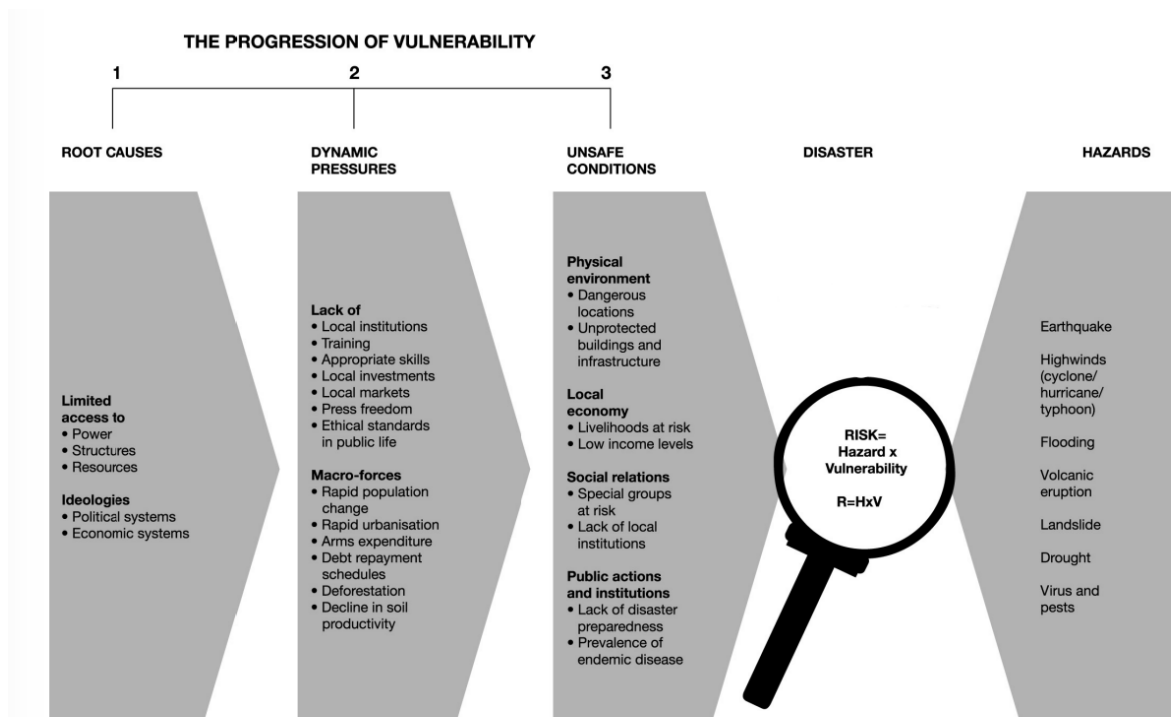 THE PROGRESSION OF VULNERABILITY
1
2
3
ROOT CAUSES
DYNAMIC
PRESSURES
UNSAFE
CONDITIONS
DISASTER
HAZARDS
Limited
access to
• Power
• Structures
• Resources
Ideologies
• Political systems
• Economic systems
Lack of
• Local institutions
• Training
• Appropriate skills
• Local investments
• Local markets
• Press freedom
• Ethical standards
in public life
Macro-forces
• Rapid population
change
• Rapid urbanisation
• Arms expenditure
• Debt repayment
schedules
• Deforestation
• Decline in soil
productivity
Physical
environment
• Dangerous
locations
• Unprotected
buildings and
infrastructure
Local
economy
• Livelihoods at risk
• Low income levels
Social relations
• Special groups
at risk
• Lack of local
institutions
Public actions
and institutions
• Lack of disaster
preparedness
• Prevalence of
endemic disease
RISK=
Hazard x
Vulnerability
R=HxV
Earthquake
Highwinds
(cyclone/
hurricane/
typhoon)
Flooding
Volcanic
eruption
Landslide
Drought
Virus and
pests